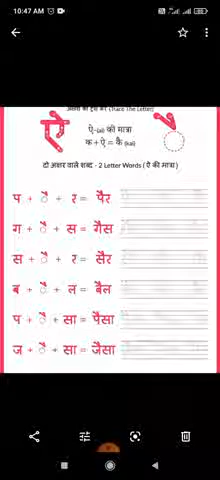 10:47 AM
अक्षरों को ट्रेस करें (Trace The Letter)
ऐ
ऐ-(ai) की मात्रा
क + ऐ = कै (kai)
दो अक्षर वाले शब्द - 2 Letter Words ( ऐ की मात्रा )
प + ै + र = पैर
ग + ै + स = गैस
स + ै + र = सैर
ब + ै + ल = बैल
प + ै + सा = पैसा
ज + ै + सा = जैसा